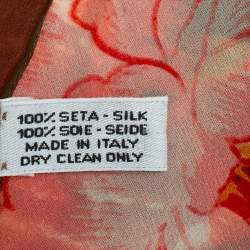 100% SETA - SILK
100% SOIE - SEIDE
MADE IN ITALY
DRY CLEAN ONLY